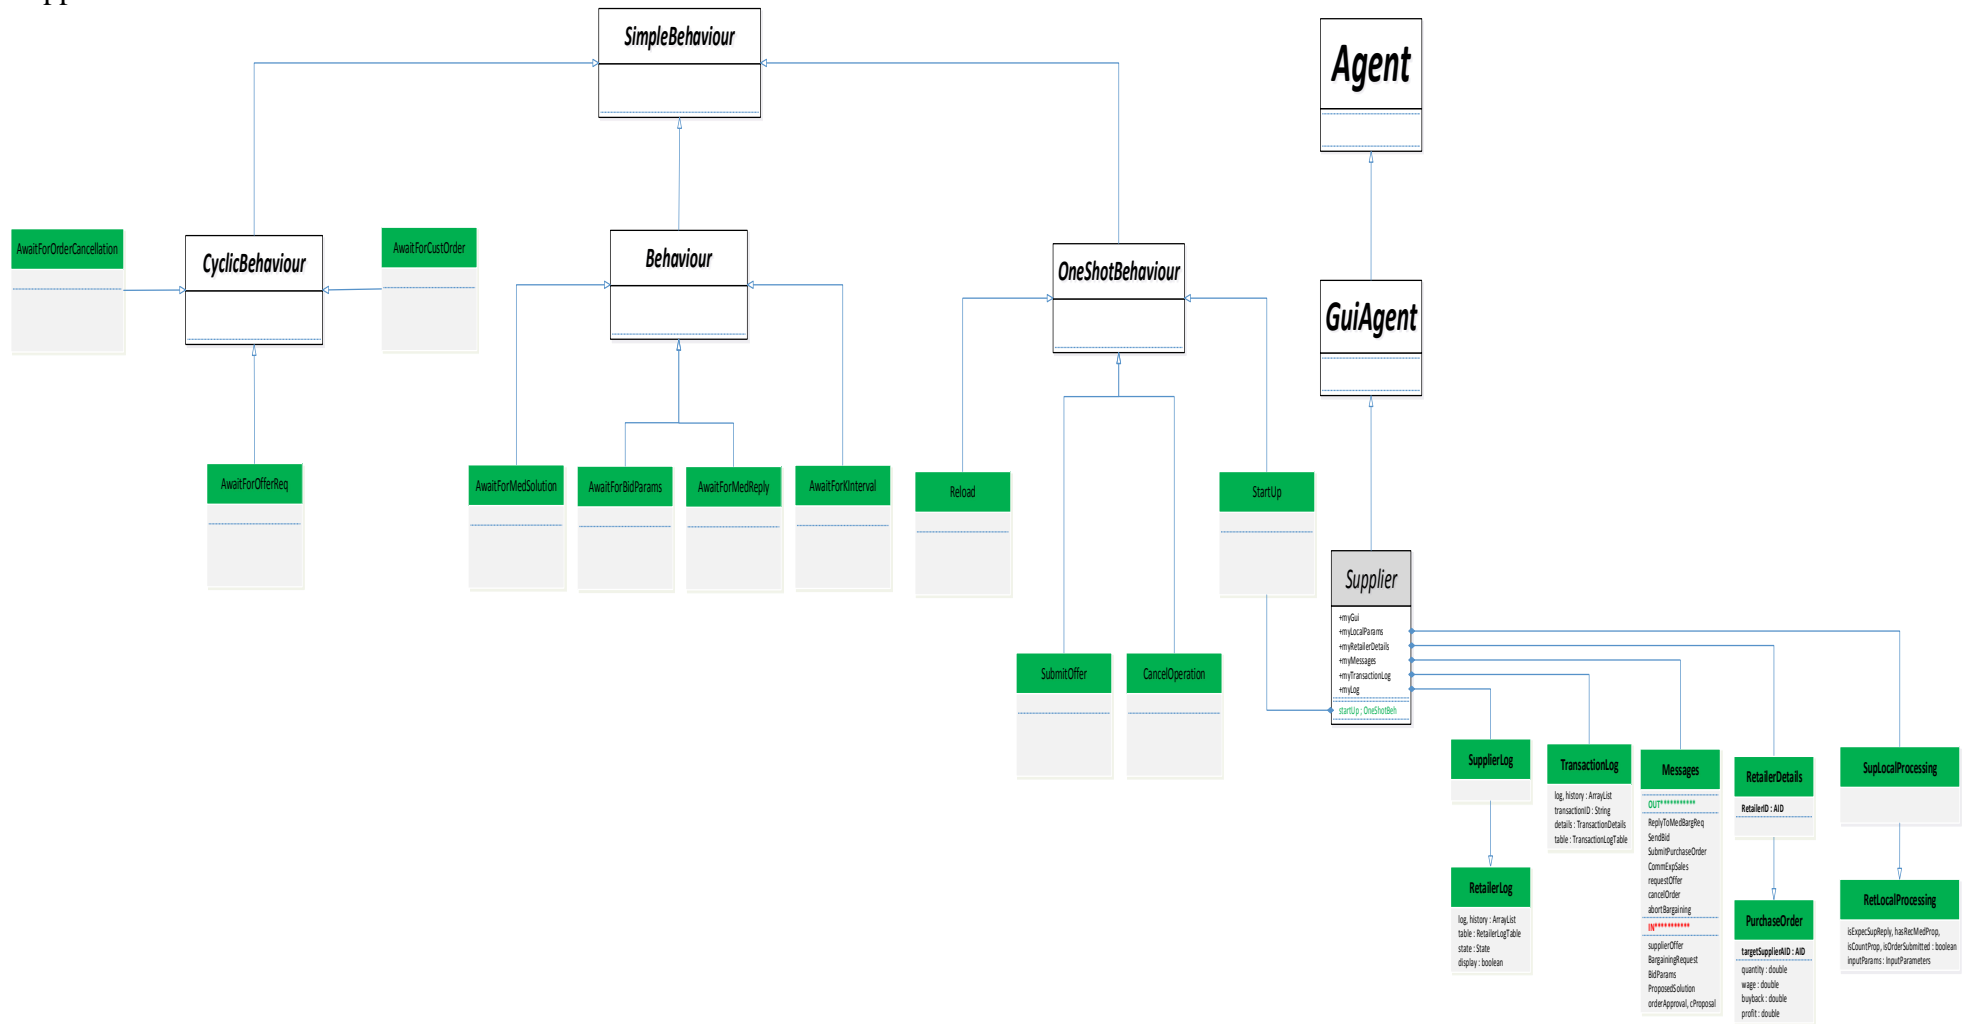 SimpleBehaviour
Agent
AwaitForOrderCancellation
CyclicBehaviour
AwaitForCustOrder
Behaviour
OneShotBehaviour
GuiAgent
AwaitForOfferReq
AwaitForMedSolution
AwaitForBidParams
AwaitForMedReply
AwaitForKInterval
Reload
StartUp
Supplier
+myGui
+myLocalParams
+myRetailerDetails
+myMessages
+myTransactionLog
+myLog
startUp ; OneShotBeh
SubmitOffer
CancelOperation
SupplierLog
TransactionLog
log, history : ArrayList
transactionID : String
details : TransactionDetails
table : TransactionLogTable
Messages
OUT***********
ReplyToMedBargReq
SendBid
SubmitPurchaseOrder
CommExpSales
requestOffer
cancelOrder
abortBargaining
IN***********
supplierOffer
BargainingRequest
BidParams
ProposedSolution
orderApproval, cProposal
RetailerDetails
RetailerID : AID
SupLocalProcessing
RetailerLog
log, history : ArrayList
table : RetailerLogTable
state : State
display : boolean
PurchaseOrder
targetSupplierAID : AID
quantity : double
wage : double
buyback : double
profit : double
RetLocalProcessing
isExpecSupReply, hasRecMedProp,
isCountProp, isOrderSubmitted : boolean
inputParams : InputParameters